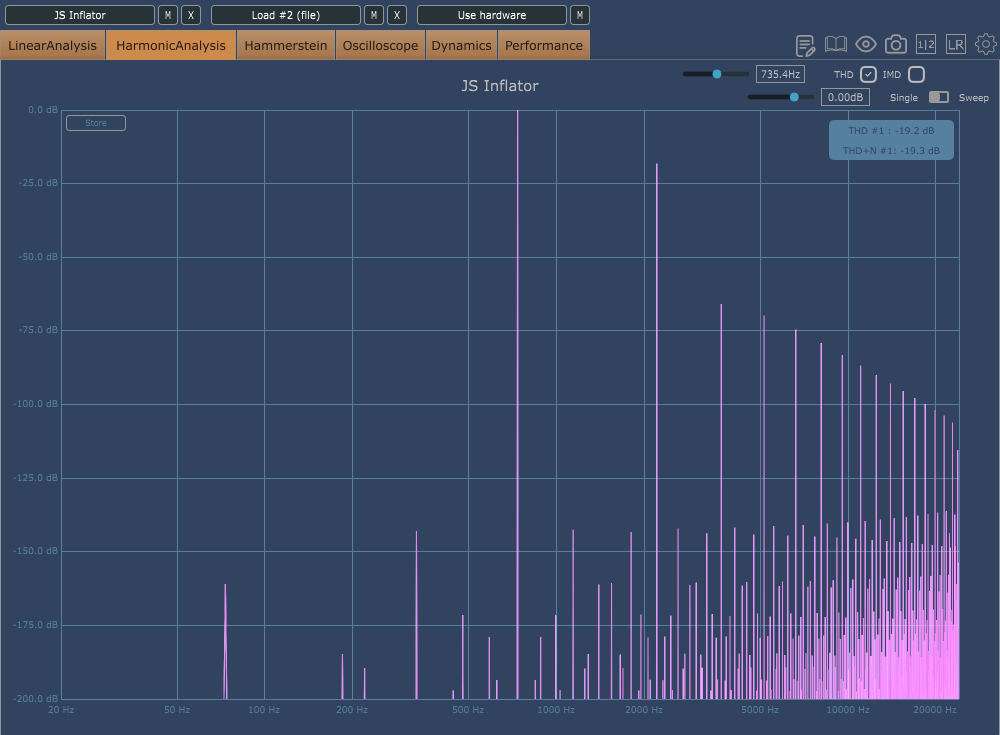 JS Inflator M X Load #2 (file) M X Use hardware M
LinearAnalysis HarmonicAnalysis Hammerstein Oscilloscope Dynamics Performance 1|2 LR
JS Inflator
735.4Hz THD IMD
0.00dB Single Sweep
Store
THD #1 : -19.2 dB
THD+N #1: -19.3 dB
0.0 dB
-25.0 dB
-50.0 dB
-75.0 dB
-100.0 dB
-125.0 dB
-150.0 dB
-175.0 dB
-200.0 dB
20 Hz 50 Hz 100 Hz 200 Hz 500 Hz 1000 Hz 2000 Hz 5000 Hz 10000 Hz 20000 Hz